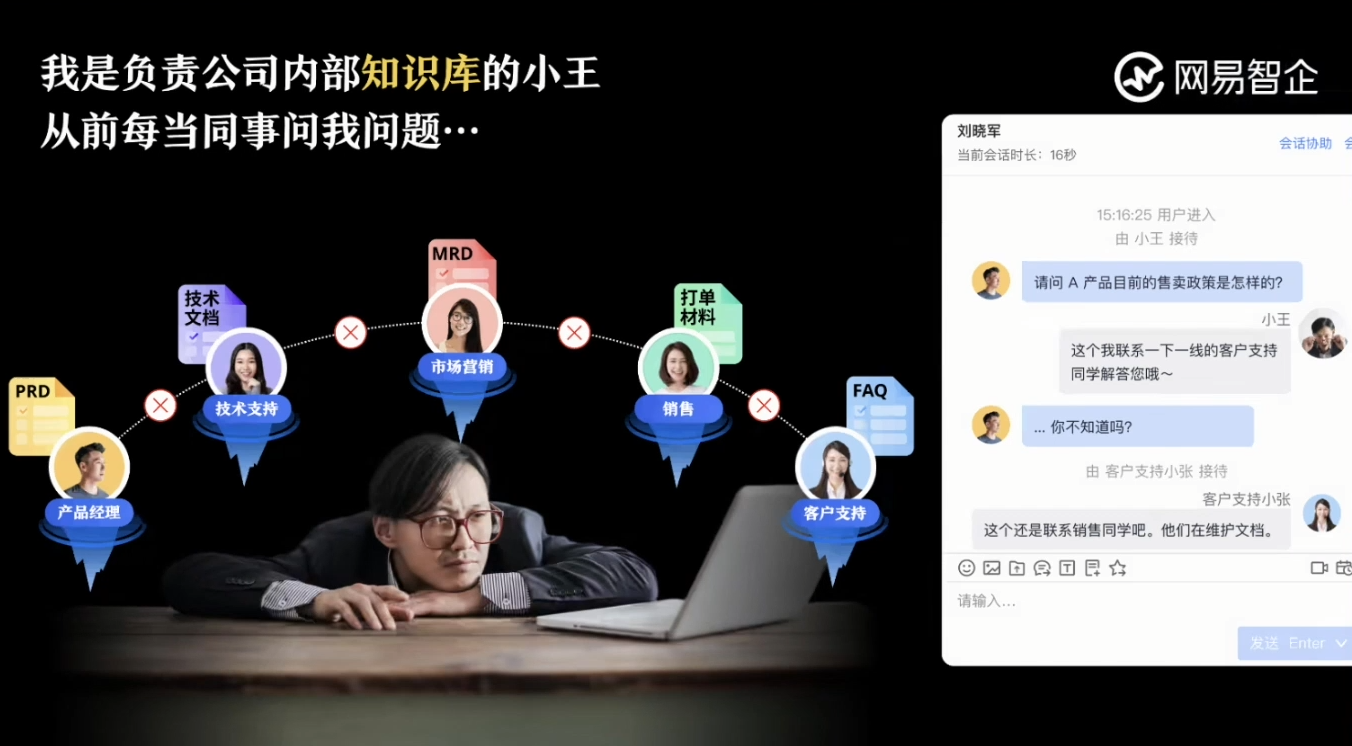 我是负责公司内部知识库的小王
从前每当同事问我问题…
网易智企
PRD
产品经理
技术
文档
技术支持
MRD
市场营销
打单
材料
销售
FAQ
客户支持
刘晓军
当前会话时长：16秒
会话协助
15:16:25 用户进入
由 小王 接待
请问 A 产品目前的售卖政策是怎样的?
小王
这个我联系一下一线的客户支持
同学解答您哦～
... 你不知道吗?
由 客户支持小张 接待
客户支持小张
这个还是联系销售同学吧。他们在维护文档。
请输入...
发送 Enter